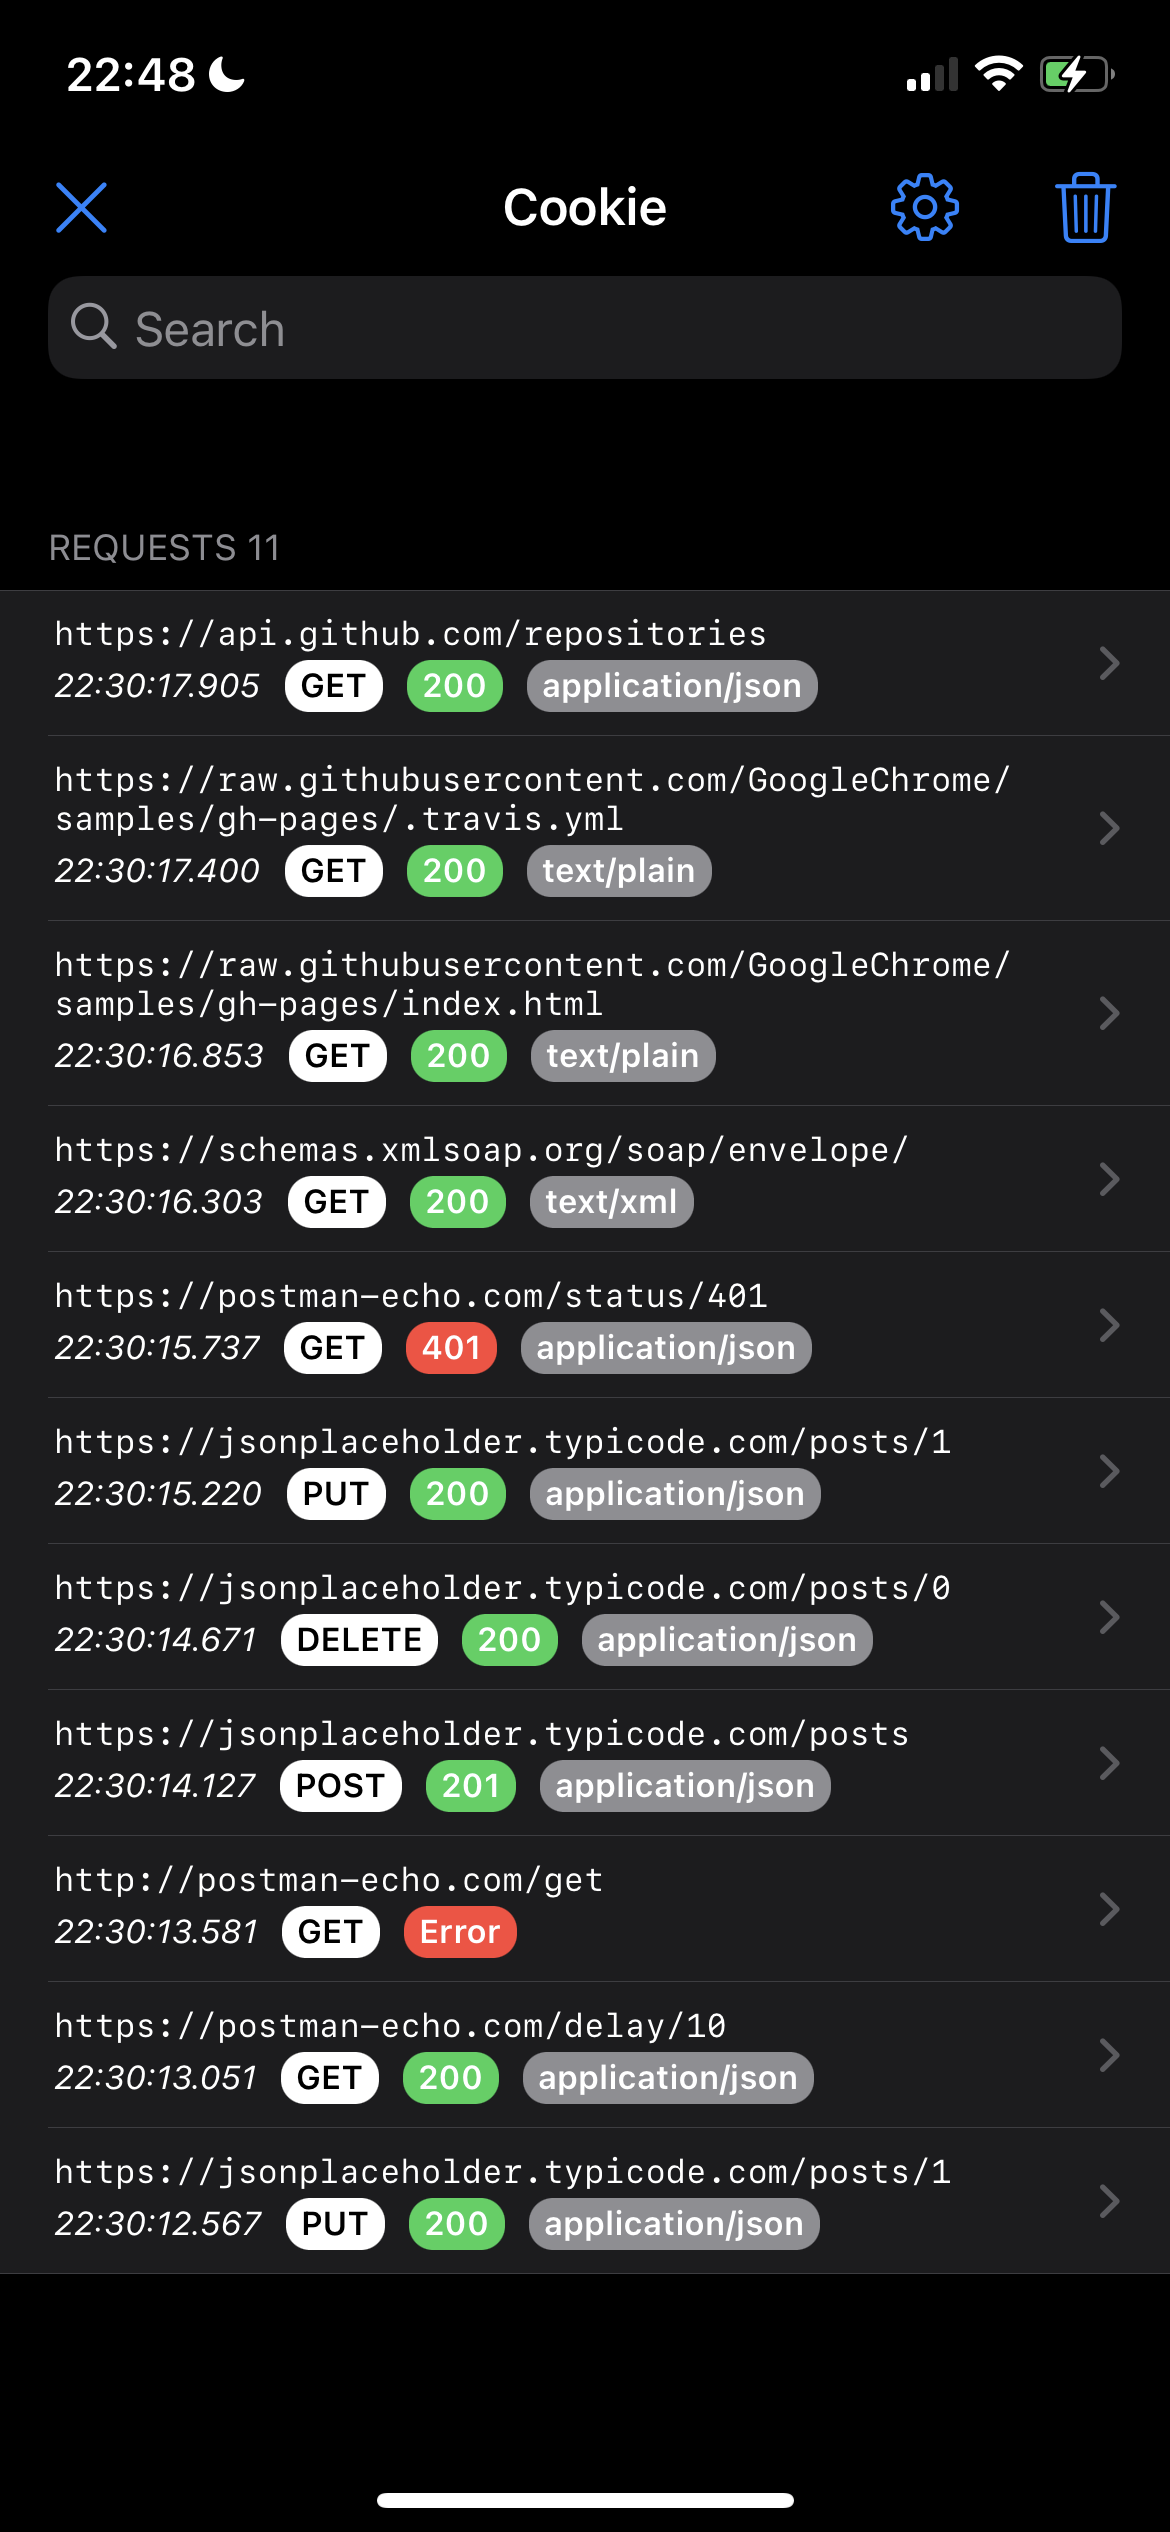 22:48
Cookie
Search
REQUESTS 11
https://api.github.com/repositories
22:30:17.905 GET 200 application/json
https://raw.githubusercontent.com/GoogleChrome/
samples/gh-pages/.travis.yml
22:30:17.400 GET 200 text/plain
https://raw.githubusercontent.com/GoogleChrome/
samples/gh-pages/index.html
22:30:16.853 GET 200 text/plain
https://schemas.xmlsoap.org/soap/envelope/
22:30:16.303 GET 200 text/xml
https://postman-echo.com/status/401
22:30:15.737 GET 401 application/json
https://jsonplaceholder.typicode.com/posts/1
22:30:15.220 PUT 200 application/json
https://jsonplaceholder.typicode.com/posts/0
22:30:14.671 DELETE 200 application/json
https://jsonplaceholder.typicode.com/posts
22:30:14.127 POST 201 application/json
http://postman-echo.com/get
22:30:13.581 GET Error
https://postman-echo.com/delay/10
22:30:13.051 GET 200 application/json
https://jsonplaceholder.typicode.com/posts/1
22:30:12.567 PUT 200 application/json